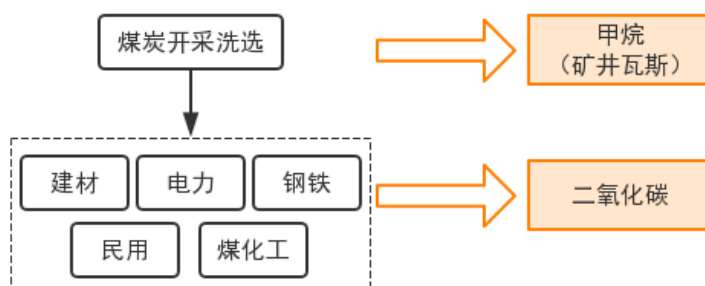 煤炭开采洗选
甲烷
（矿井瓦斯）
建材
电力
钢铁
二氧化碳
民用
煤化工